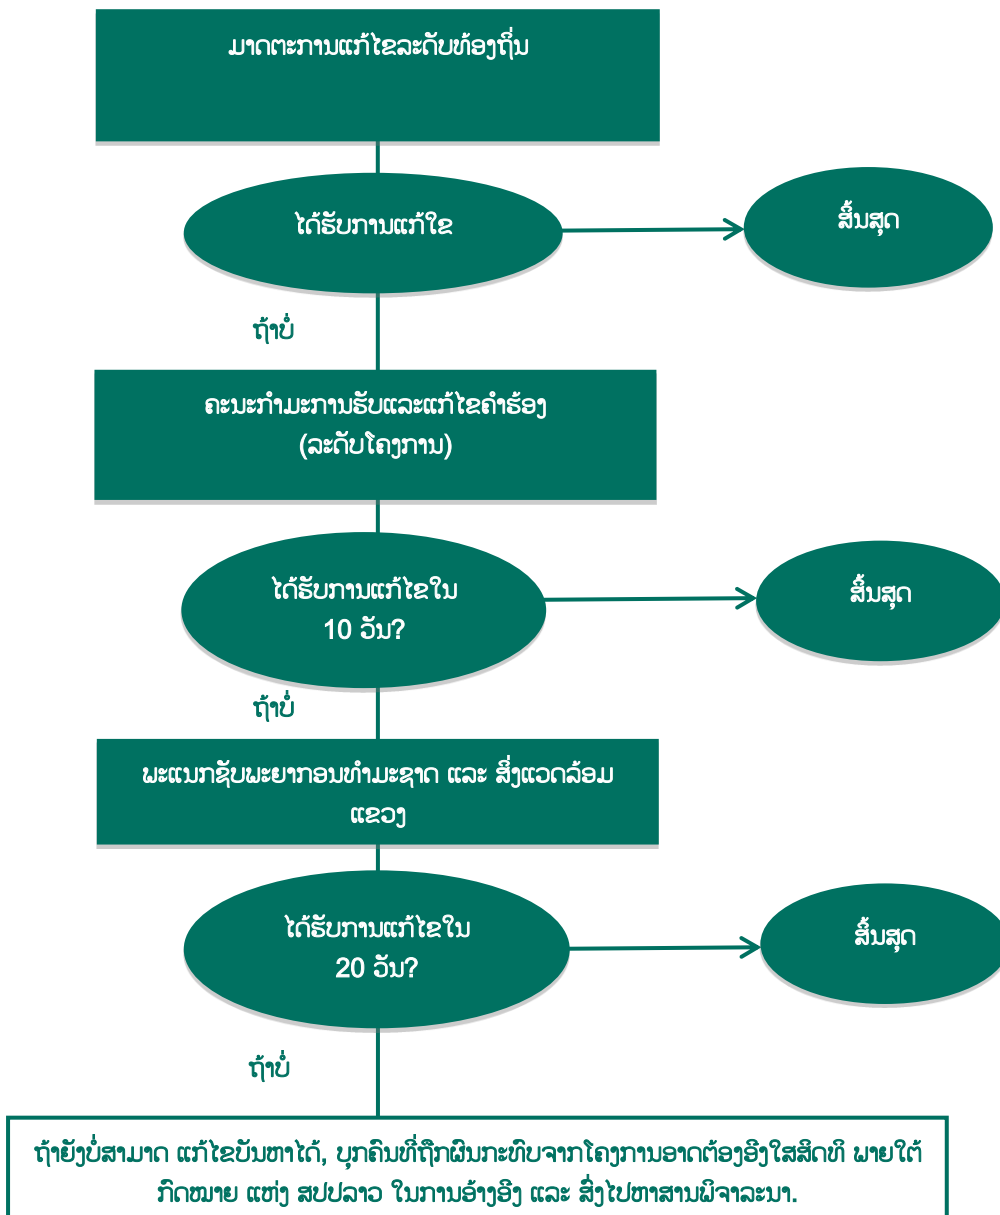 ມາດຕະການແກ້ໄຂລະດັບທ້ອງຖິ່ນ
ໄດ້ຮັບການແກ້ໃຂ
ສິ້ນສຸດ
ຖ້າບໍ່
ຄະນະກຳມະການຮັບແລະແກ້ໄຂຄຳຮ້ອງ
(ລະດັບໂຄງການ)
ໄດ້ຮັບການແກ້ໄຂໃນ
10 ວັນ?
ສິ້ນສຸດ
ຖ້າບໍ່
ພະແນກຊັບພະຍາກອນທຳມະຊາດ ແລະ ສິ່ງແວດລ້ອມ
ແຂວງ
ໄດ້ຮັບການແກ້ໄຂໃນ
20 ວັນ?
ສິ້ນສຸດ
ຖ້າບໍ່
ຖ້າຍັງບໍ່ສາມາດ ແກ້ໄຂບັນຫາໄດ້, ບຸກຄົນທີ່ຖືກຜົນກະທົບຈາກໂຄງການອາດຕ້ອງອີງໃສສິດທິ ພາຍໃຕ້
ກົດໝາຍ ແຫ່ງ ສປປລາວ ໃນການອ້າງອີງ ແລະ ສົ່ງໄປຫາສານພິຈາລະນາ.